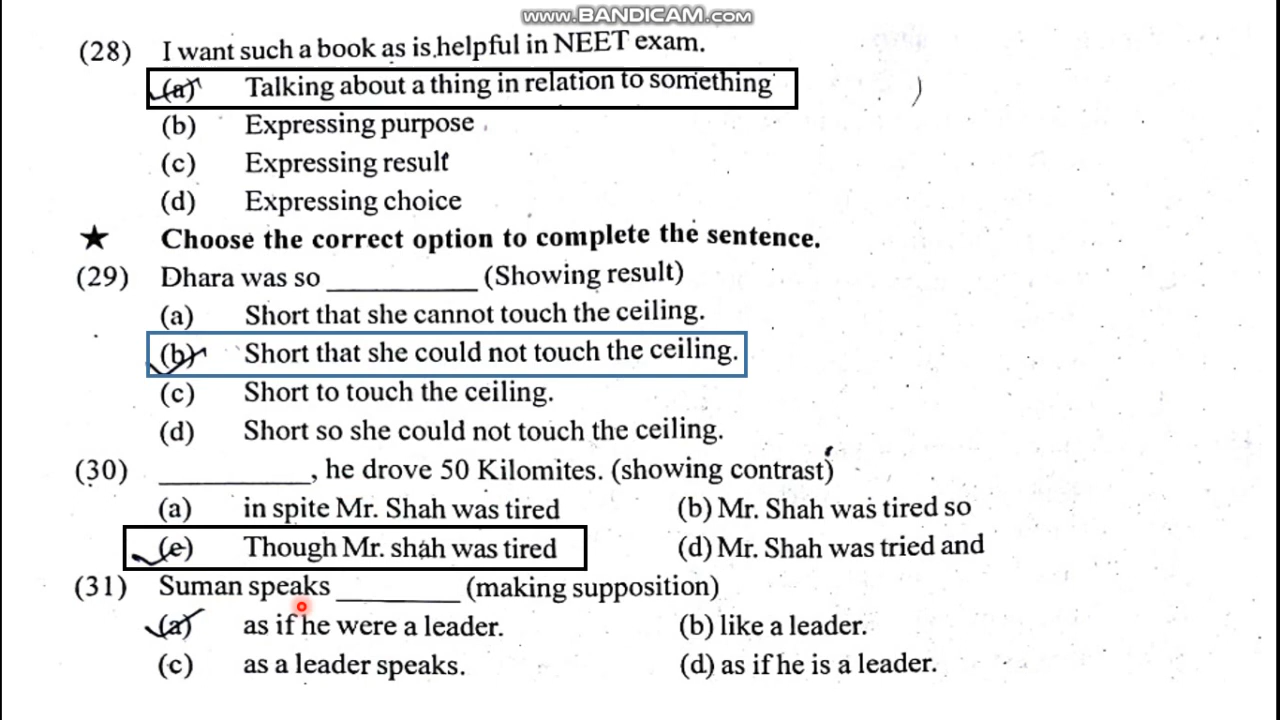 www.BANDICAM.com
(28) I want such a book as is helpful in NEET exam.
(a) Talking about a thing in relation to something
(b) Expressing purpose
(c) Expressing result
(d) Expressing choice
★ Choose the correct option to complete the sentence.
(29) Dhara was so __________ (Showing result)
(a) Short that she cannot touch the ceiling.
(b) Short that she could not touch the ceiling.
(c) Short to touch the ceiling.
(d) Short so she could not touch the ceiling.
(30) __________, he drove 50 Kilomites. (showing contrast)
(a) in spite Mr. Shah was tired (b) Mr. Shah was tired so
(c) Though Mr. shah was tired (d) Mr. Shah was tried and
(31) Suman speaks ________ (making supposition)
(a) as if he were a leader. (b) like a leader.
(c) as a leader speaks. (d) as if he is a leader.